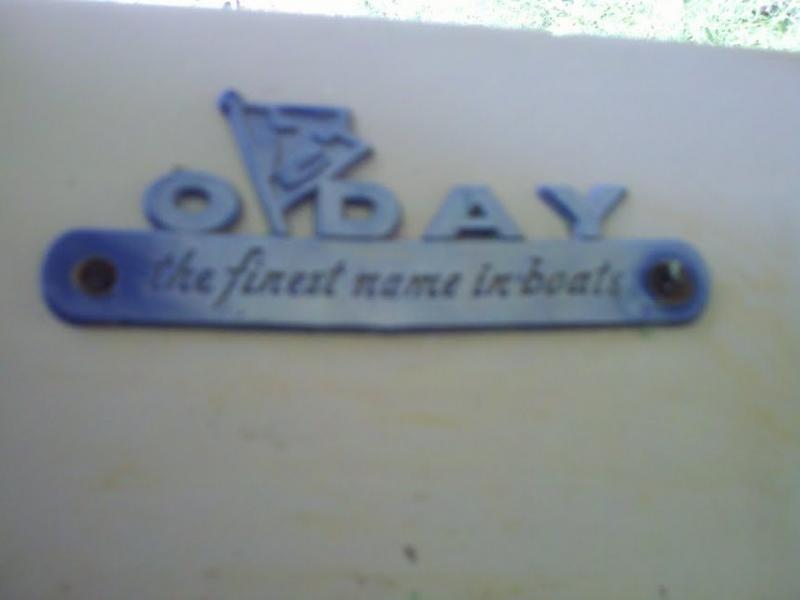 O DAY
the finest name in boats